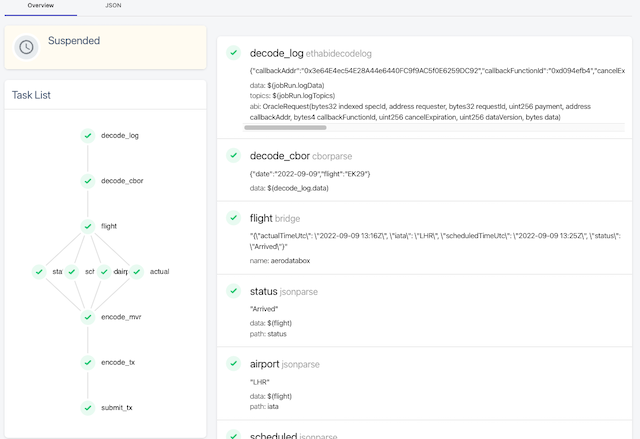 Overview
JSON
Suspended
Task List
decode_log
decode_cbor
flight
actual
encode_mvr
encode_tx
submit_tx
decode_log ethabidecodelog
{"callbackAddr":"0x3e64E4ec54E28A44e6440FC9f9AC5f0E6259DC92","callbackFunctionId":"0xd094efb4","cancelEx
data: $(jobRun.logData)
topics: $(jobRun.logTopics)
abi: OracleRequest(bytes32 indexed specId, address requester, bytes32 requestId, uint256 payment, address
callbackAddr, bytes4 callbackFunctionId, uint256 cancelExpiration, uint256 dataVersion, bytes data)
decode_cbor cborparse
{"date":"2022-09-09","flight":"EK29"}
data: $(decode_log.data)
flight bridge
"{\"actualTimeUtc\": \"2022-09-09 13:16Z\", \"iata\": \"LHR\", \"scheduledTimeUtc\": \"2022-09-09 13:25Z\", \"status\":
\"Arrived\"}"
name: aerodatabox
status jsonparse
"Arrived"
data: $(flight)
path: status
airport jsonparse
"LHR"
data: $(flight)
path: iata
scheduled jsonparse